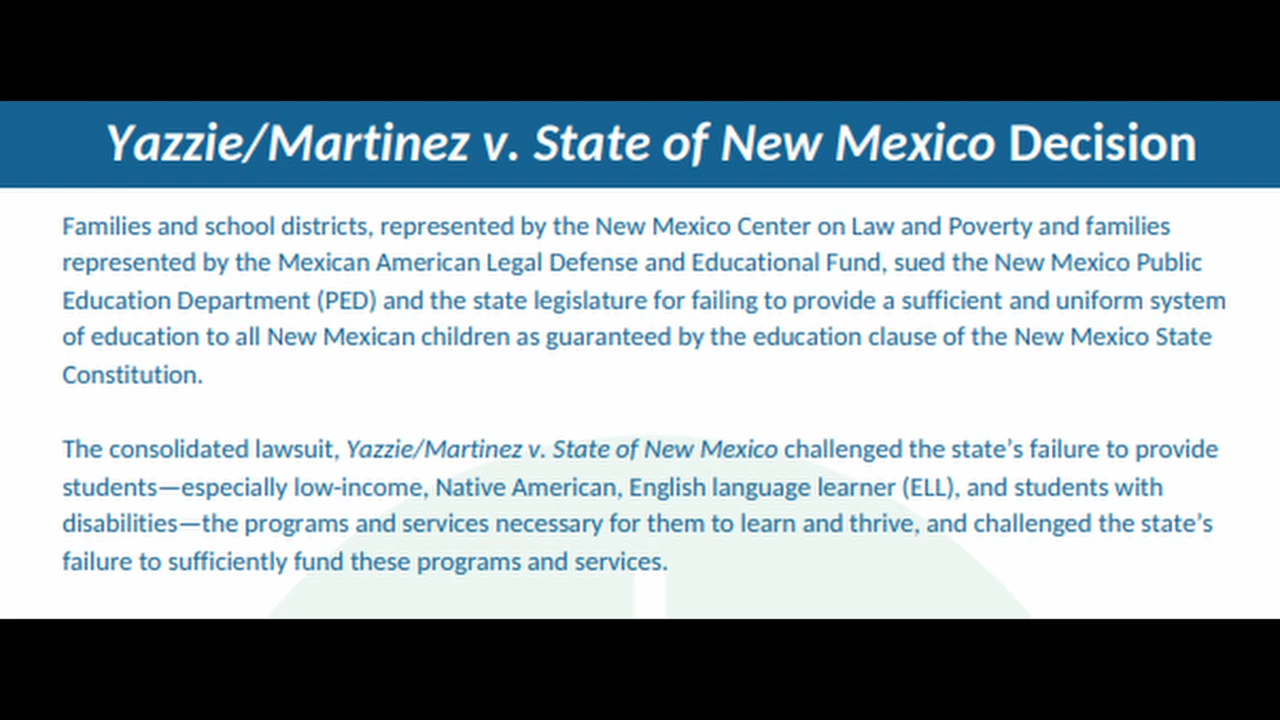 Yazzie/Martinez v. State of New Mexico Decision
Families and school districts, represented by the New Mexico Center on Law and Poverty and families
represented by the Mexican American Legal Defense and Educational Fund, sued the New Mexico Public
Education Department (PED) and the state legislature for failing to provide a sufficient and uniform system
of education to all New Mexican children as guaranteed by the education clause of the New Mexico State
Constitution.
The consolidated lawsuit, Yazzie/Martinez v. State of New Mexico challenged the state’s failure to provide
students—especially low-income, Native American, English language learner (ELL), and students with
disabilities—the programs and services necessary for them to learn and thrive, and challenged the state’s
failure to sufficiently fund these programs and services.